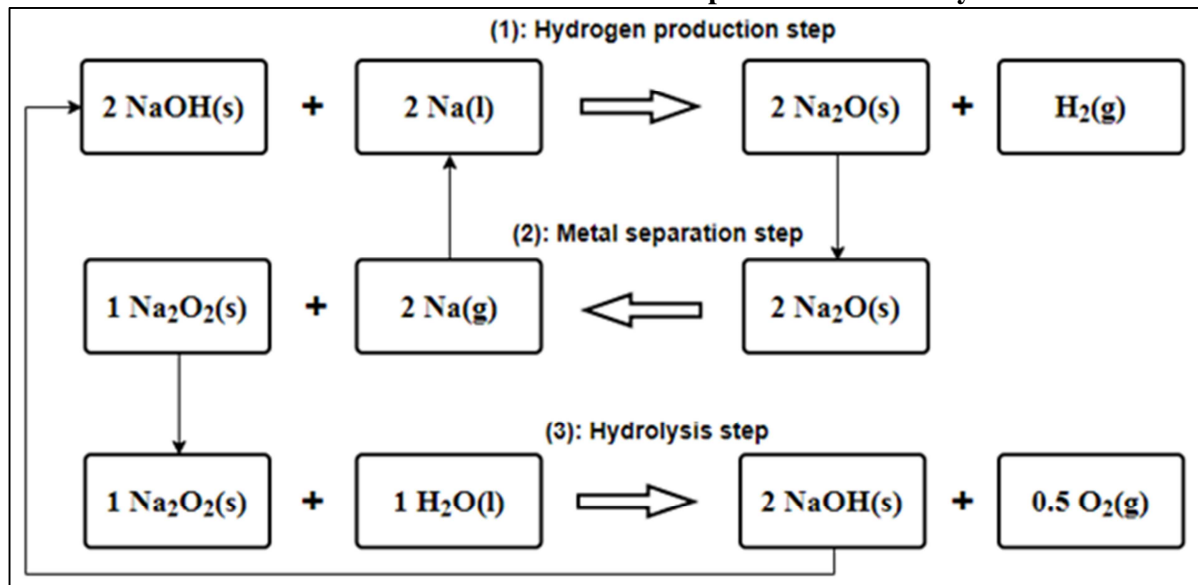 (1): Hydrogen production step
2 NaOH(s) + 2 Na(l) 2 Na₂O(s) + H₂(g)
(2): Metal separation step
1 Na₂O₂(s) + 2 Na(g) 2 Na₂O(s)
(3): Hydrolysis step
1 Na₂O₂(s) + 1 H₂O(l) 2 NaOH(s) + 0.5 O₂(g)